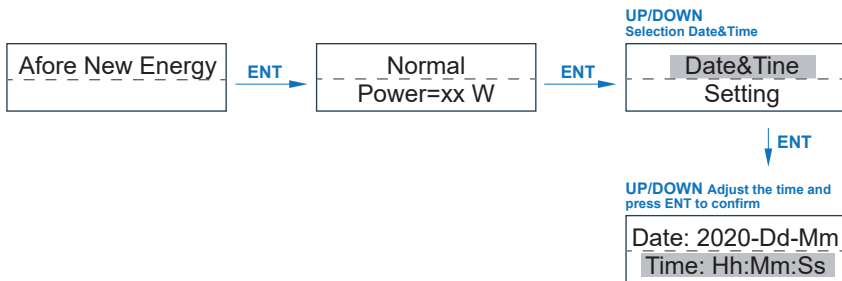 UP/DOWN
Selection Date&Time
Afore New Energy
ENT
Normal
Power=xx W
ENT
Date&Tine
Setting
ENT
UP/DOWN Adjust the time and
press ENT to confirm
Date: 2020-Dd-Mm
Time: Hh:Mm:Ss